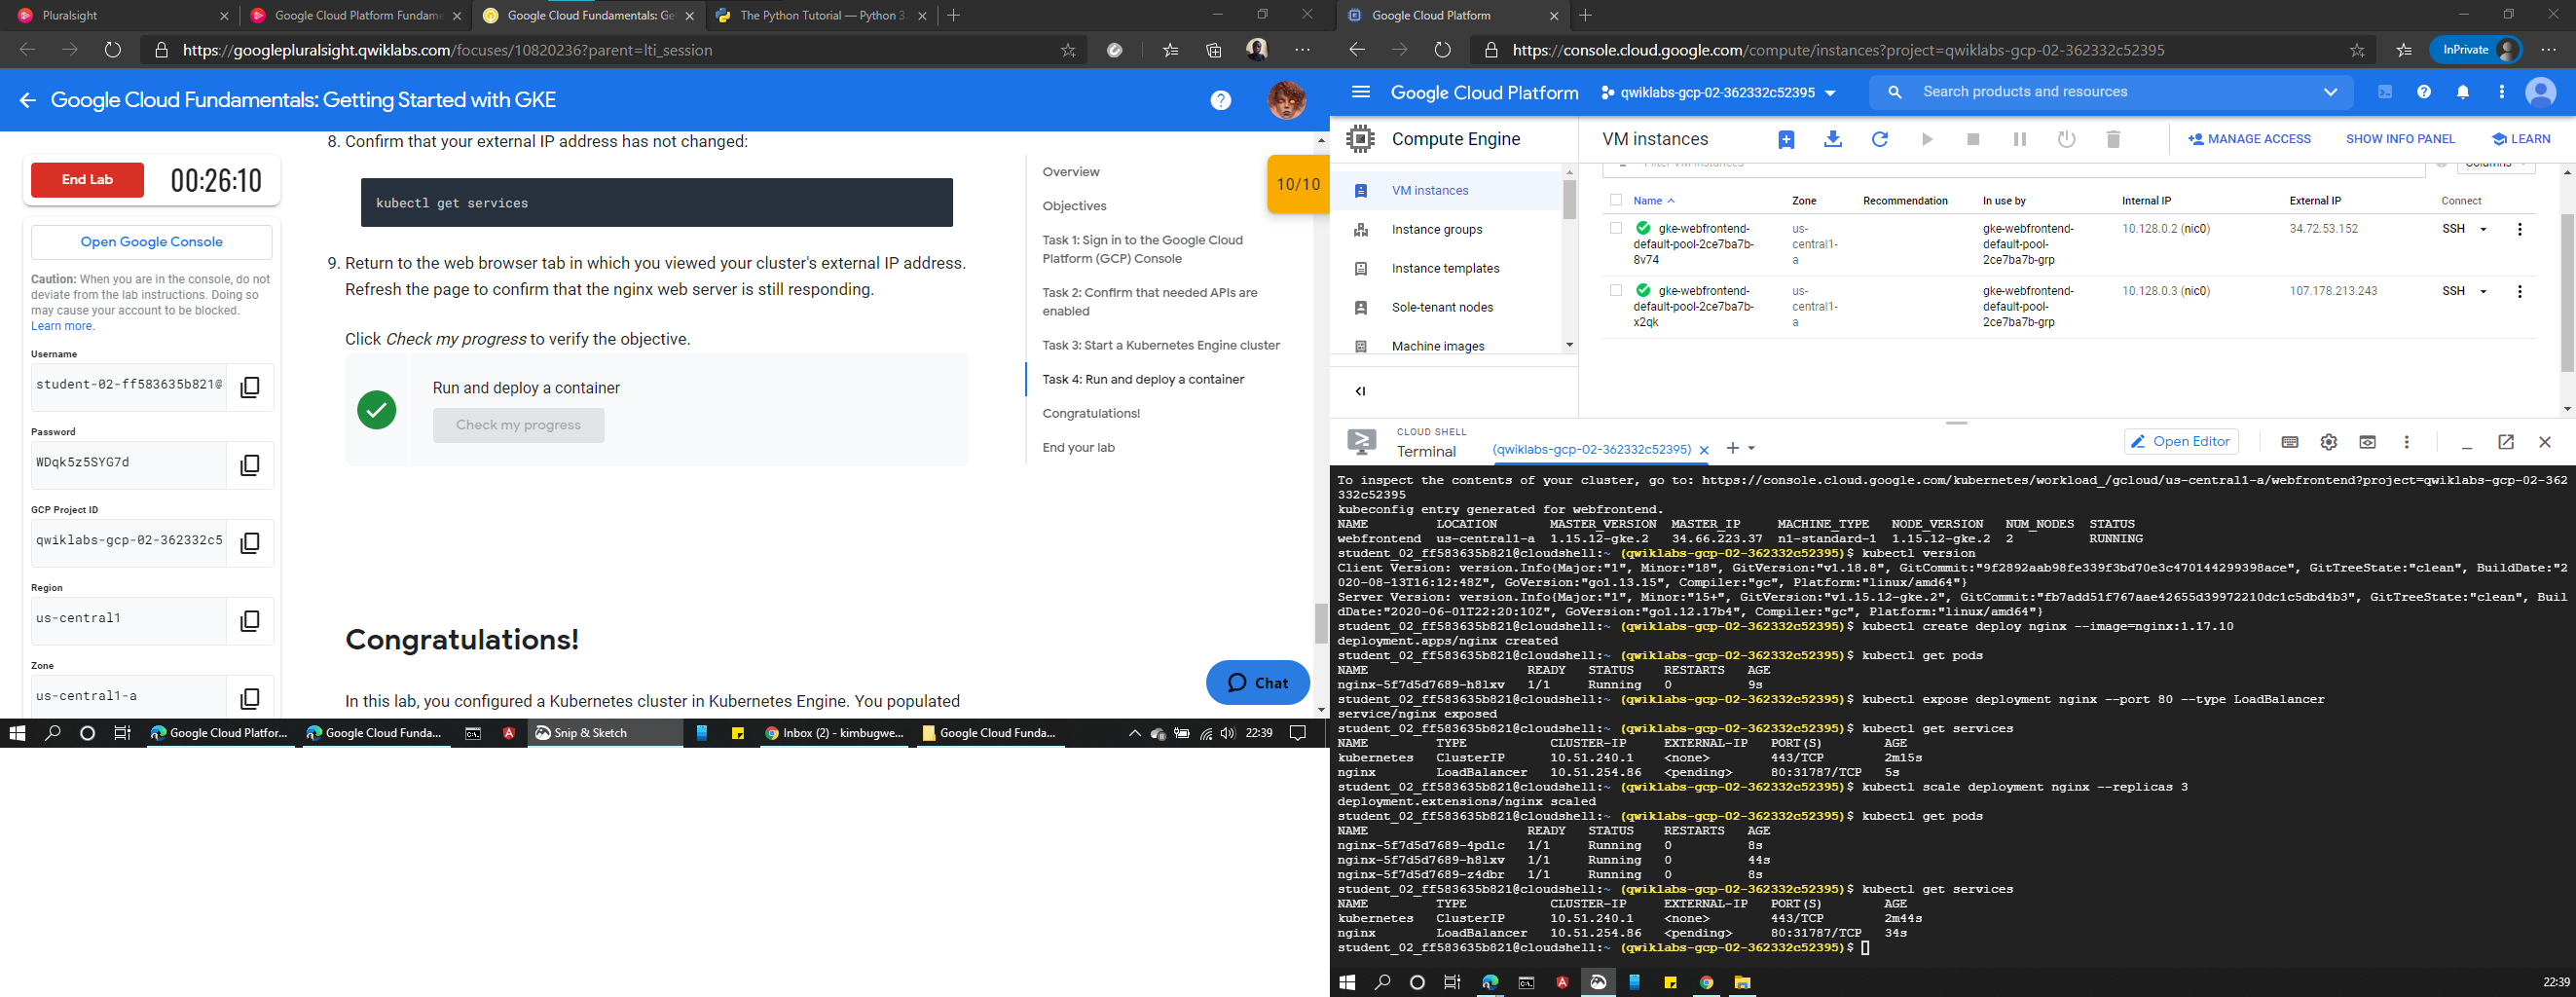 Pluralsight
Google Cloud Platform Fundame
Google Cloud Fundamentals: Ge
The Python Tutorial — Python 3.
https://googlepluralsight.qwiklabs.com/focuses/10820236?parent=lti_session
Google Cloud Fundamentals: Getting Started with GKE
End Lab
00:26:10
Open Google Console
Caution: When you are in the console, do not
deviate from the lab instructions. Doing so
may cause your account to be blocked.
Learn more.
Username
student-02-ff583635b821@
Password
WDqk5z5SYG7d
GCP Project ID
qwiklabs-gcp-02-362332c5
Region
us-central1
Zone
us-central1-a
8. Confirm that your external IP address has not changed:
kubectl get services
9. Return to the web browser tab in which you viewed your cluster's external IP address.
Refresh the page to confirm that the nginx web server is still responding.
Click Check my progress to verify the objective.
Run and deploy a container
Check my progress
Congratulations!
In this lab, you configured a Kubernetes cluster in Kubernetes Engine. You populated
Overview
Objectives
Task 1: Sign in to the Google Cloud
Platform (GCP) Console
Task 2: Confirm that needed APIs are
enabled
Task 3: Start a Kubernetes Engine cluster
Task 4: Run and deploy a container
Congratulations!
End your lab
10/10
Chat
Google Cloud Platfor...
Google Cloud Funda...
Snip & Sketch
Inbox (2) - kimbugwe...
Google Cloud Funda...
22:39
Google Cloud Platform
https://console.cloud.google.com/compute/instances?project=qwiklabs-gcp-02-362332c52395
InPrivate
Google Cloud Platform
qwiklabs-gcp-02-362332c52395
Search products and resources
Compute Engine
VM instances
MANAGE ACCESS
SHOW INFO PANEL
LEARN
VM instances
Instance groups
Instance templates
Sole-tenant nodes
Machine images
Filter VM instances
Columns
Name Zone Recommendation In use by Internal IP External IP Connect
gke-webfrontend-default-pool-2ce7ba7b-8v74 us-central1-a gke-webfrontend-default-pool-2ce7ba7b-grp 10.128.0.2 (nic0) 34.72.53.152 SSH
gke-webfrontend-default-pool-2ce7ba7b-x2qk us-central1-a gke-webfrontend-default-pool-2ce7ba7b-grp 10.128.0.3 (nic0) 107.178.213.243 SSH
CLOUD SHELL
Terminal
(qwiklabs-gcp-02-362332c52395)
Open Editor
To inspect the contents of your cluster, go to: https://console.cloud.google.com/kubernetes/workload_/gcloud/us-central1-a/webfrontend?project=qwiklabs-gcp-02-362
332c52395
kubeconfig entry generated for webfrontend.
NAME LOCATION MASTER_VERSION MASTER_IP MACHINE_TYPE NODE_VERSION NUM_NODES STATUS
webfrontend us-central1-a 1.15.12-gke.2 34.66.223.37 n1-standard-1 1.15.12-gke.2 2 RUNNING
student_02_ff583635b821@cloudshell:~ (qwiklabs-gcp-02-362332c52395)$ kubectl version
Client Version: version.Info{Major:"1", Minor:"18", GitVersion:"v1.18.8", GitCommit:"9f2892aab98fe339f3bd70e3c470144299398ace", GitTreeState:"clean", BuildDate:"2
020-08-13T16:12:48Z", GoVersion:"go1.13.15", Compiler:"gc", Platform:"linux/amd64"}
Server Version: version.Info{Major:"1", Minor:"15+", GitVersion:"v1.15.12-gke.2", GitCommit:"fb7add51f767aae42655d39972210dc1c5dbd4b3", GitTreeState:"clean", Buil
dDate:"2020-06-01T22:20:10Z", GoVersion:"go1.12.17b4", Compiler:"gc", Platform:"linux/amd64"}
student_02_ff583635b821@cloudshell:~ (qwiklabs-gcp-02-362332c52395)$ kubectl create deploy nginx --image=nginx:1.17.10
deployment.apps/nginx created
student_02_ff583635b821@cloudshell:~ (qwiklabs-gcp-02-362332c52395)$ kubectl get pods
NAME READY STATUS RESTARTS AGE
nginx-5f7d5d7689-h8lxv 1/1 Running 0 9s
student_02_ff583635b821@cloudshell:~ (qwiklabs-gcp-02-362332c52395)$ kubectl expose deployment nginx --port 80 --type LoadBalancer
service/nginx exposed
student_02_ff583635b821@cloudshell:~ (qwiklabs-gcp-02-362332c52395)$ kubectl get services
NAME TYPE CLUSTER-IP EXTERNAL-IP PORT(S) AGE
kubernetes ClusterIP 10.51.240.1 <none> 443/TCP 2m15s
nginx LoadBalancer 10.51.254.86 <pending> 80:31787/TCP 5s
student_02_ff583635b821@cloudshell:~ (qwiklabs-gcp-02-362332c52395)$ kubectl scale deployment nginx --replicas 3
deployment.extensions/nginx scaled
student_02_ff583635b821@cloudshell:~ (qwiklabs-gcp-02-362332c52395)$ kubectl get pods
NAME READY STATUS RESTARTS AGE
nginx-5f7d5d7689-4pdlc 1/1 Running 0 8s
nginx-5f7d5d7689-h8lxv 1/1 Running 0 44s
nginx-5f7d5d7689-z4dbr 1/1 Running 0 8s
student_02_ff583635b821@cloudshell:~ (qwiklabs-gcp-02-362332c52395)$ kubectl get services
NAME TYPE CLUSTER-IP EXTERNAL-IP PORT(S) AGE
kubernetes ClusterIP 10.51.240.1 <none> 443/TCP 2m44s
nginx LoadBalancer 10.51.254.86 <pending> 80:31787/TCP 34s
student_02_ff583635b821@cloudshell:~ (qwiklabs-gcp-02-362332c52395)$
22:39